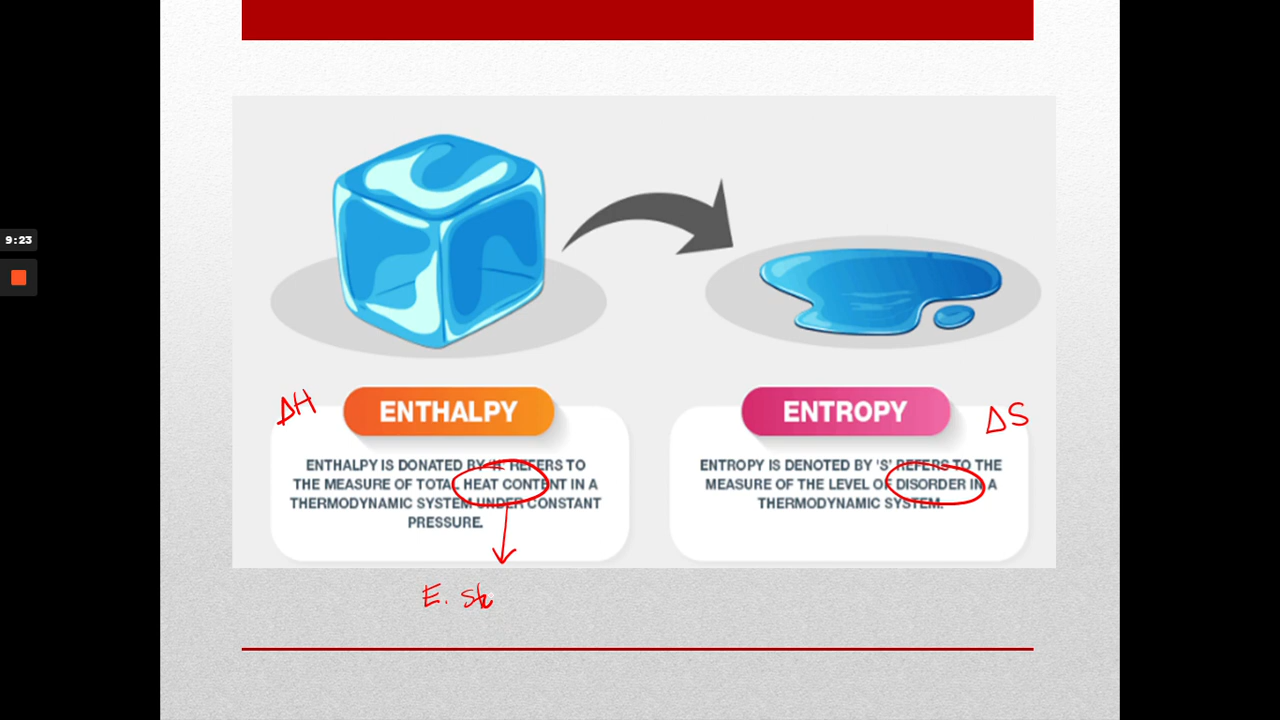 9:23
ΔH
ENTHALPY
ENTHALPY IS DONATED BY 'H' REFERS TO
THE MEASURE OF TOTAL HEAT CONTENT IN A
THERMODYNAMIC SYSTEM UNDER CONSTANT
PRESSURE.
E.
ENTROPY
ΔS
ENTROPY IS DENOTED BY 'S' REFERS TO THE
MEASURE OF THE LEVEL OF DISORDER IN A
THERMODYNAMIC SYSTEM.